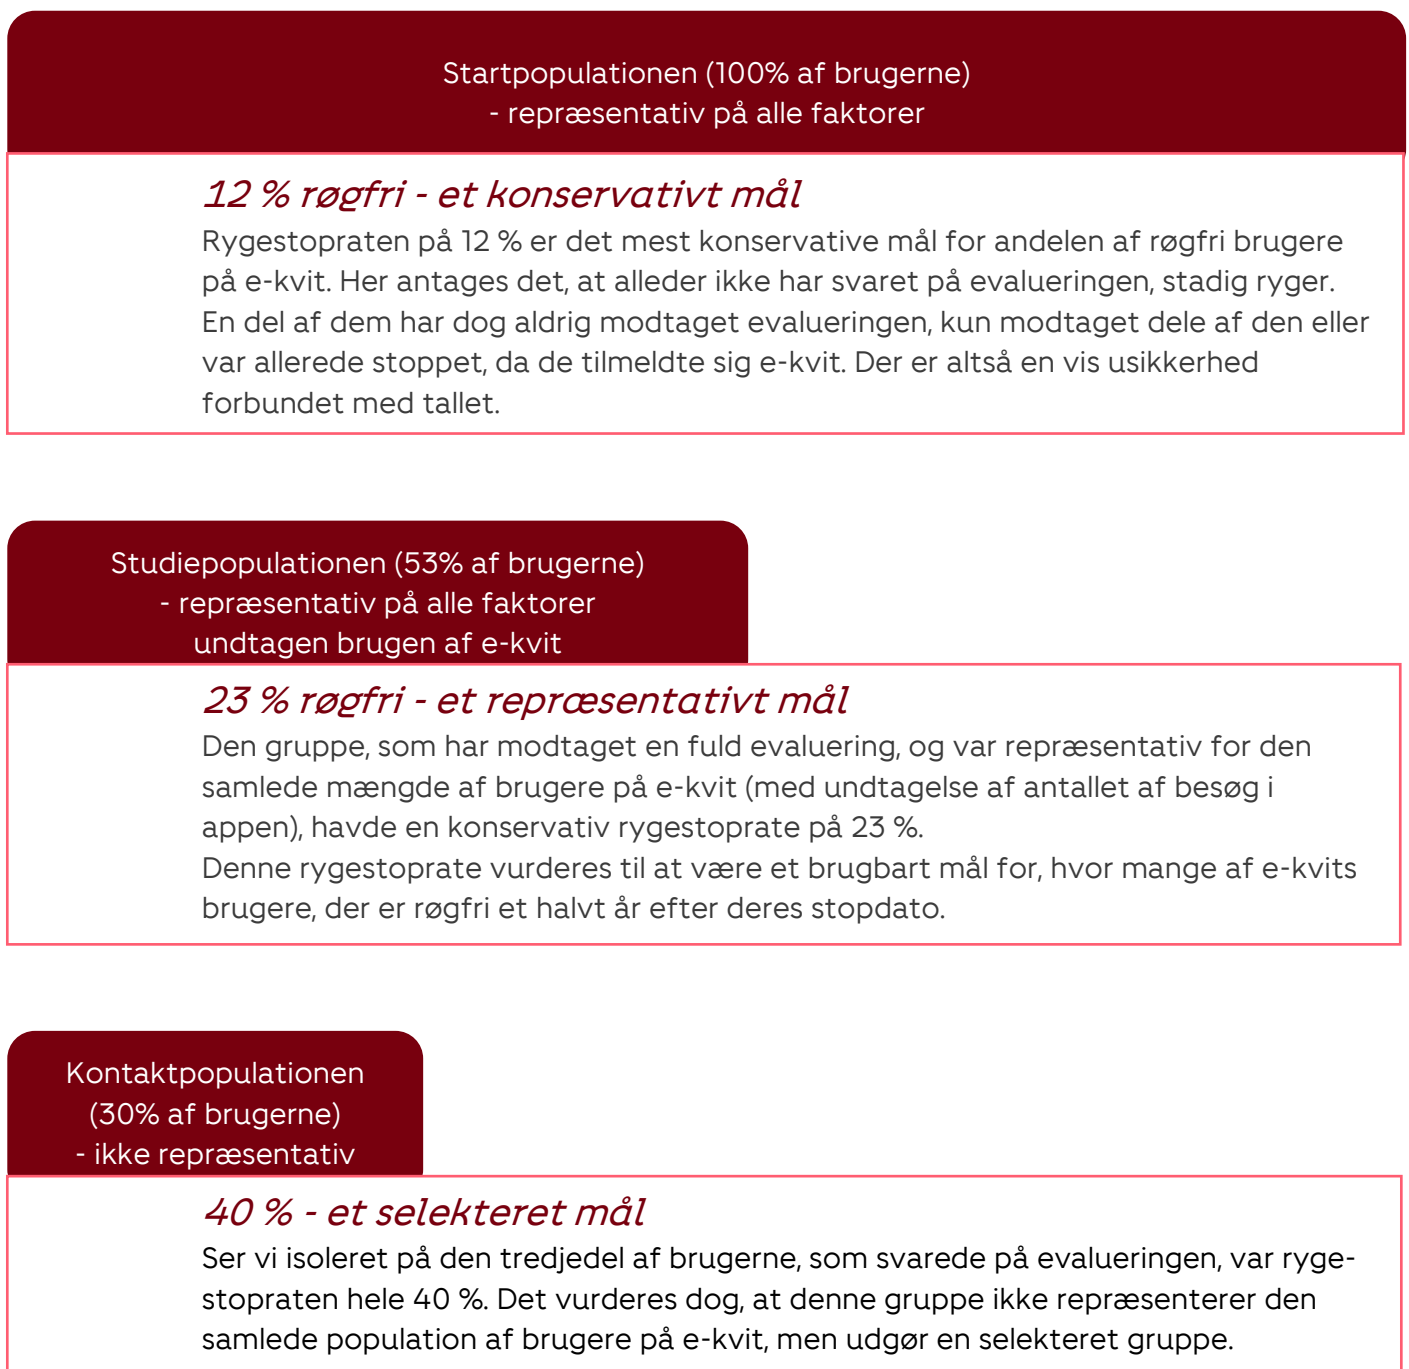 Startpopulationen (100% af brugerne)
- repræsentativ på alle faktorer
12 % røgfri - et konservativt mål
Rygestopraten på 12 % er det mest konservative mål for andelen af røgfri brugere
på e-kvit. Her antages det, at alleder ikke har svaret på evalueringen, stadig ryger.
En del af dem har dog aldrig modtaget evalueringen, kun modtaget dele af den eller
var allerede stoppet, da de tilmeldte sig e-kvit. Der er altså en vis usikkerhed
forbundet med tallet.
Studiepopulationen (53% af brugerne)
- repræsentativ på alle faktorer
undtagen brugen af e-kvit
23 % røgfri - et repræsentativt mål
Den gruppe, som har modtaget en fuld evaluering, og var repræsentativ for den
samlede mængde af brugere på e-kvit (med undtagelse af antallet af besøg i
appen), havde en konservativ rygestoprate på 23 %.
Denne rygestoprate vurderes til at være et brugbart mål for, hvor mange af e-kvits
brugere, der er røgfri et halvt år efter deres stopdato.
Kontaktpopulationen
(30% af brugerne)
- ikke repræsentativ
40 % - et selekteret mål
Ser vi isoleret på den tredjedel af brugerne, som svarede på evalueringen, var ryge-
stopraten hele 40 %. Det vurderes dog, at denne gruppe ikke repræsenterer den
samlede population af brugere på e-kvit, men udgør en selekteret gruppe.